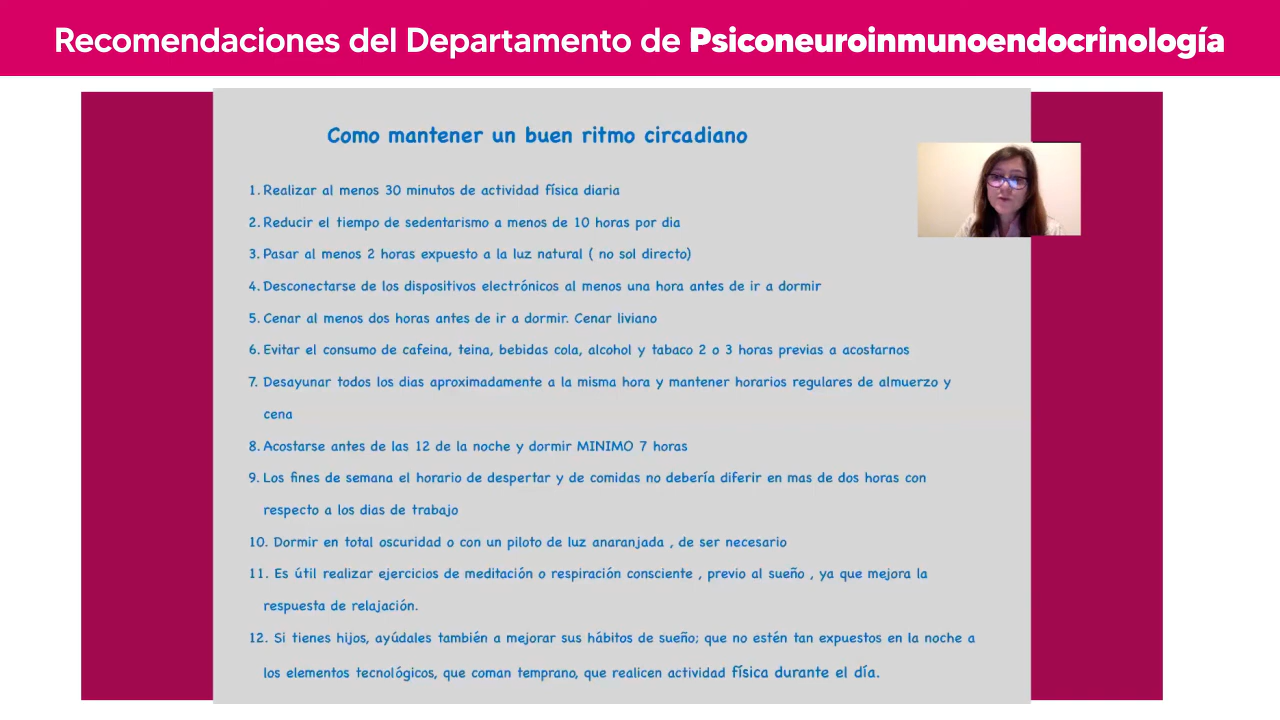 Recomendaciones del Departamento de Psiconeuroinmunoendocrinología
Como mantener un buen ritmo circadiano
1. Realizar al menos 30 minutos de actividad física diaria
2. Reducir el tiempo de sedentarismo a menos de 10 horas por dia
3. Pasar al menos 2 horas expuesto a la luz natural ( no sol directo)
4. Desconectarse de los dispositivos electrónicos al menos una hora antes de ir a dormir
5. Cenar al menos dos horas antes de ir a dormir. Cenar liviano
6. Evitar el consumo de cafeina, teina, bebidas cola, alcohol y tabaco 2 o 3 horas previas a acostarnos
7. Desayunar todos los dias aproximadamente a la misma hora y mantener horarios regulares de almuerzo y
cena
8. Acostarse antes de las 12 de la noche y dormir MINIMO 7 horas
9. Los fines de semana el horario de despertar y de comidas no debería diferir en mas de dos horas con
respecto a los dias de trabajo
10. Dormir en total oscuridad o con un piloto de luz anaranjada , de ser necesario
11. Es útil realizar ejercicios de meditación o respiración consciente , previo al sueño , ya que mejora la
respuesta de relajación.
12. Si tienes hijos, ayúdales también a mejorar sus hábitos de sueño; que no estén tan expuestos en la noche a
los elementos tecnológicos, que coman temprano, que realicen actividad física durante el día.